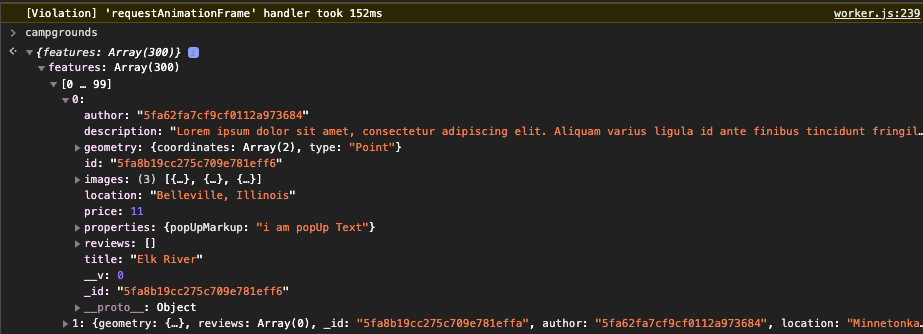 [Violation] 'requestAnimationFrame' handler took 152ms worker.js:239
campgrounds
{features: Array(300)} i
features: Array(300)
[0 … 99]
0:
author: "5fa62fa7cf9cf0112a973684"
description: "Lorem ipsum dolor sit amet, consectetur adipiscing elit. Aliquam varius ligula id ante finibus tincidunt fringil…
geometry: {coordinates: Array(2), type: "Point"}
id: "5fa8b19cc275c709e781eff6"
images: (3) [{…}, {…}, {…}]
location: "Belleville, Illinois"
price: 11
properties: {popUpMarkup: "i am popUp Text"}
reviews: []
title: "Elk River"
__v: 0
_id: "5fa8b19cc275c709e781eff6"
__proto__: Object
1: {geometry: {…}, reviews: Array(0), _id: "5fa8b19cc275c709e781effa", author: "5fa62fa7cf9cf0112a973684", location: "Minnetonka